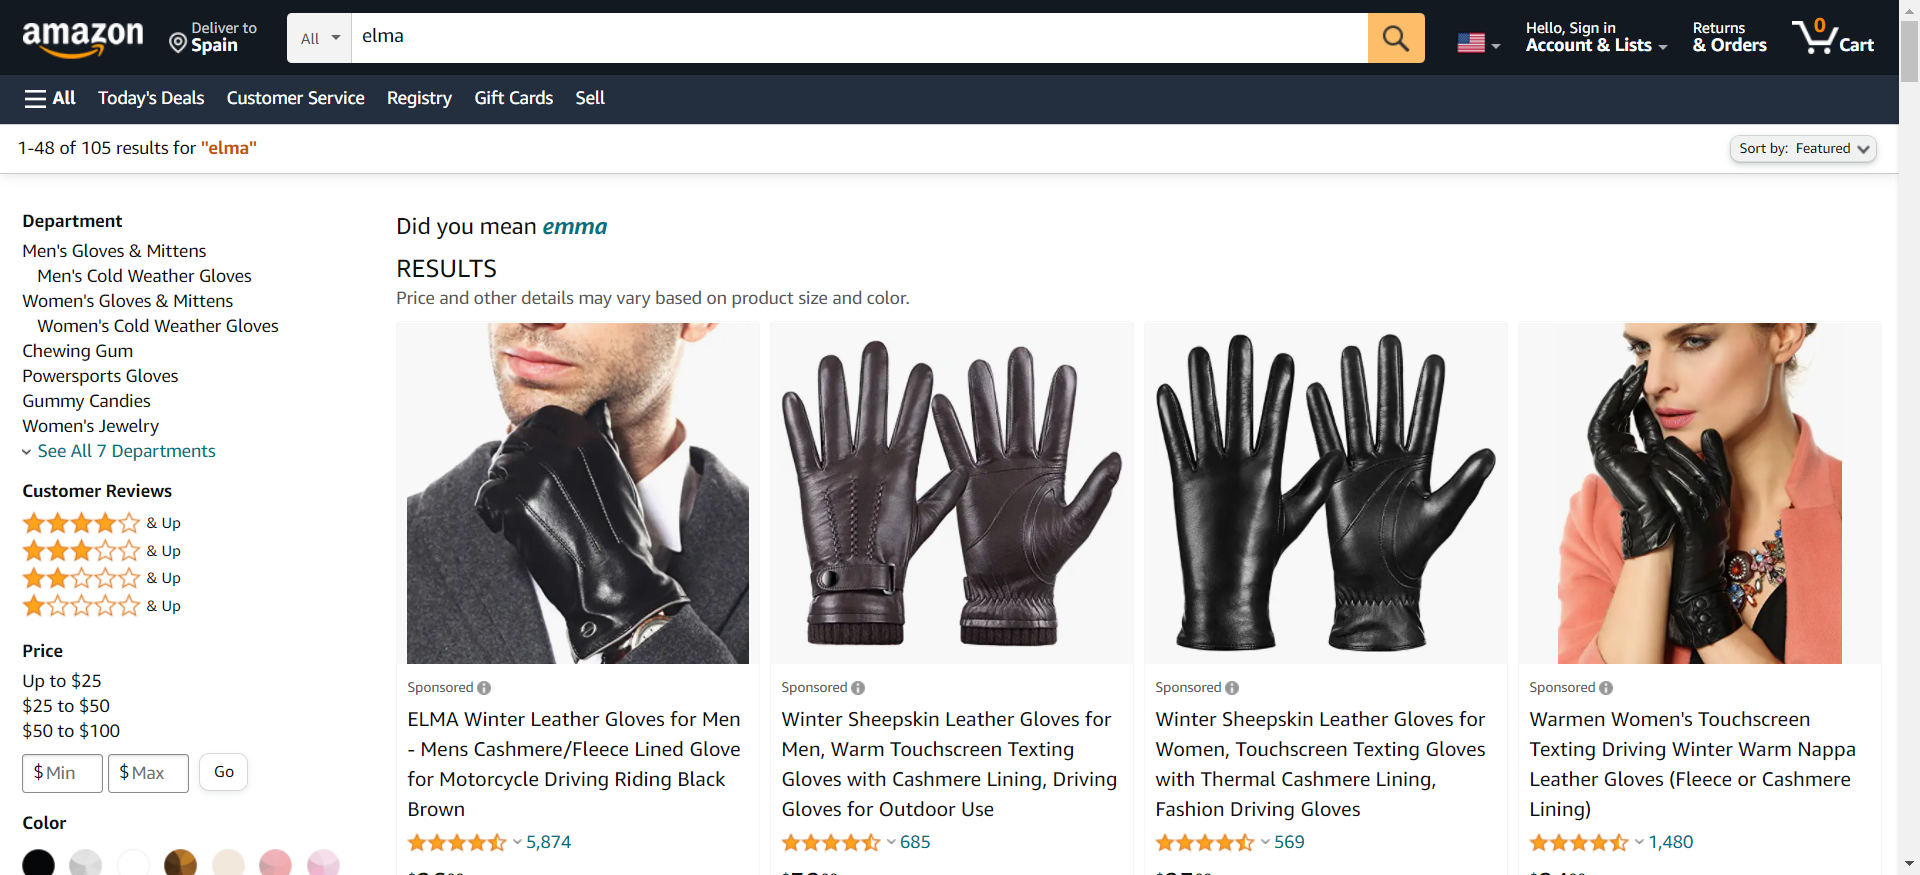 amazon
Deliver to
Spain
All
elma
Hello, Sign in
Account & Lists
Returns
& Orders
0
Cart
All
Today's Deals
Customer Service
Registry
Gift Cards
Sell
1-48 of 105 results for "elma"
Sort by: Featured
Department
Men's Gloves & Mittens
Men's Cold Weather Gloves
Women's Gloves & Mittens
Women's Cold Weather Gloves
Chewing Gum
Powersports Gloves
Gummy Candies
Women's Jewelry
See All 7 Departments
Customer Reviews
& Up
& Up
& Up
& Up
Price
Up to $25
$25 to $50
$50 to $100
$ Min
$ Max
Go
Color
Did you mean emma
RESULTS
Price and other details may vary based on product size and color.
Sponsored
ELMA Winter Leather Gloves for Men
- Mens Cashmere/Fleece Lined Glove
for Motorcycle Driving Riding Black
Brown
5,874
Sponsored
Winter Sheepskin Leather Gloves for
Men, Warm Touchscreen Texting
Gloves with Cashmere Lining, Driving
Gloves for Outdoor Use
685
Sponsored
Winter Sheepskin Leather Gloves for
Women, Touchscreen Texting Gloves
with Thermal Cashmere Lining,
Fashion Driving Gloves
569
Sponsored
Warmen Women's Touchscreen
Texting Driving Winter Warm Nappa
Leather Gloves (Fleece or Cashmere
Lining)
1,480